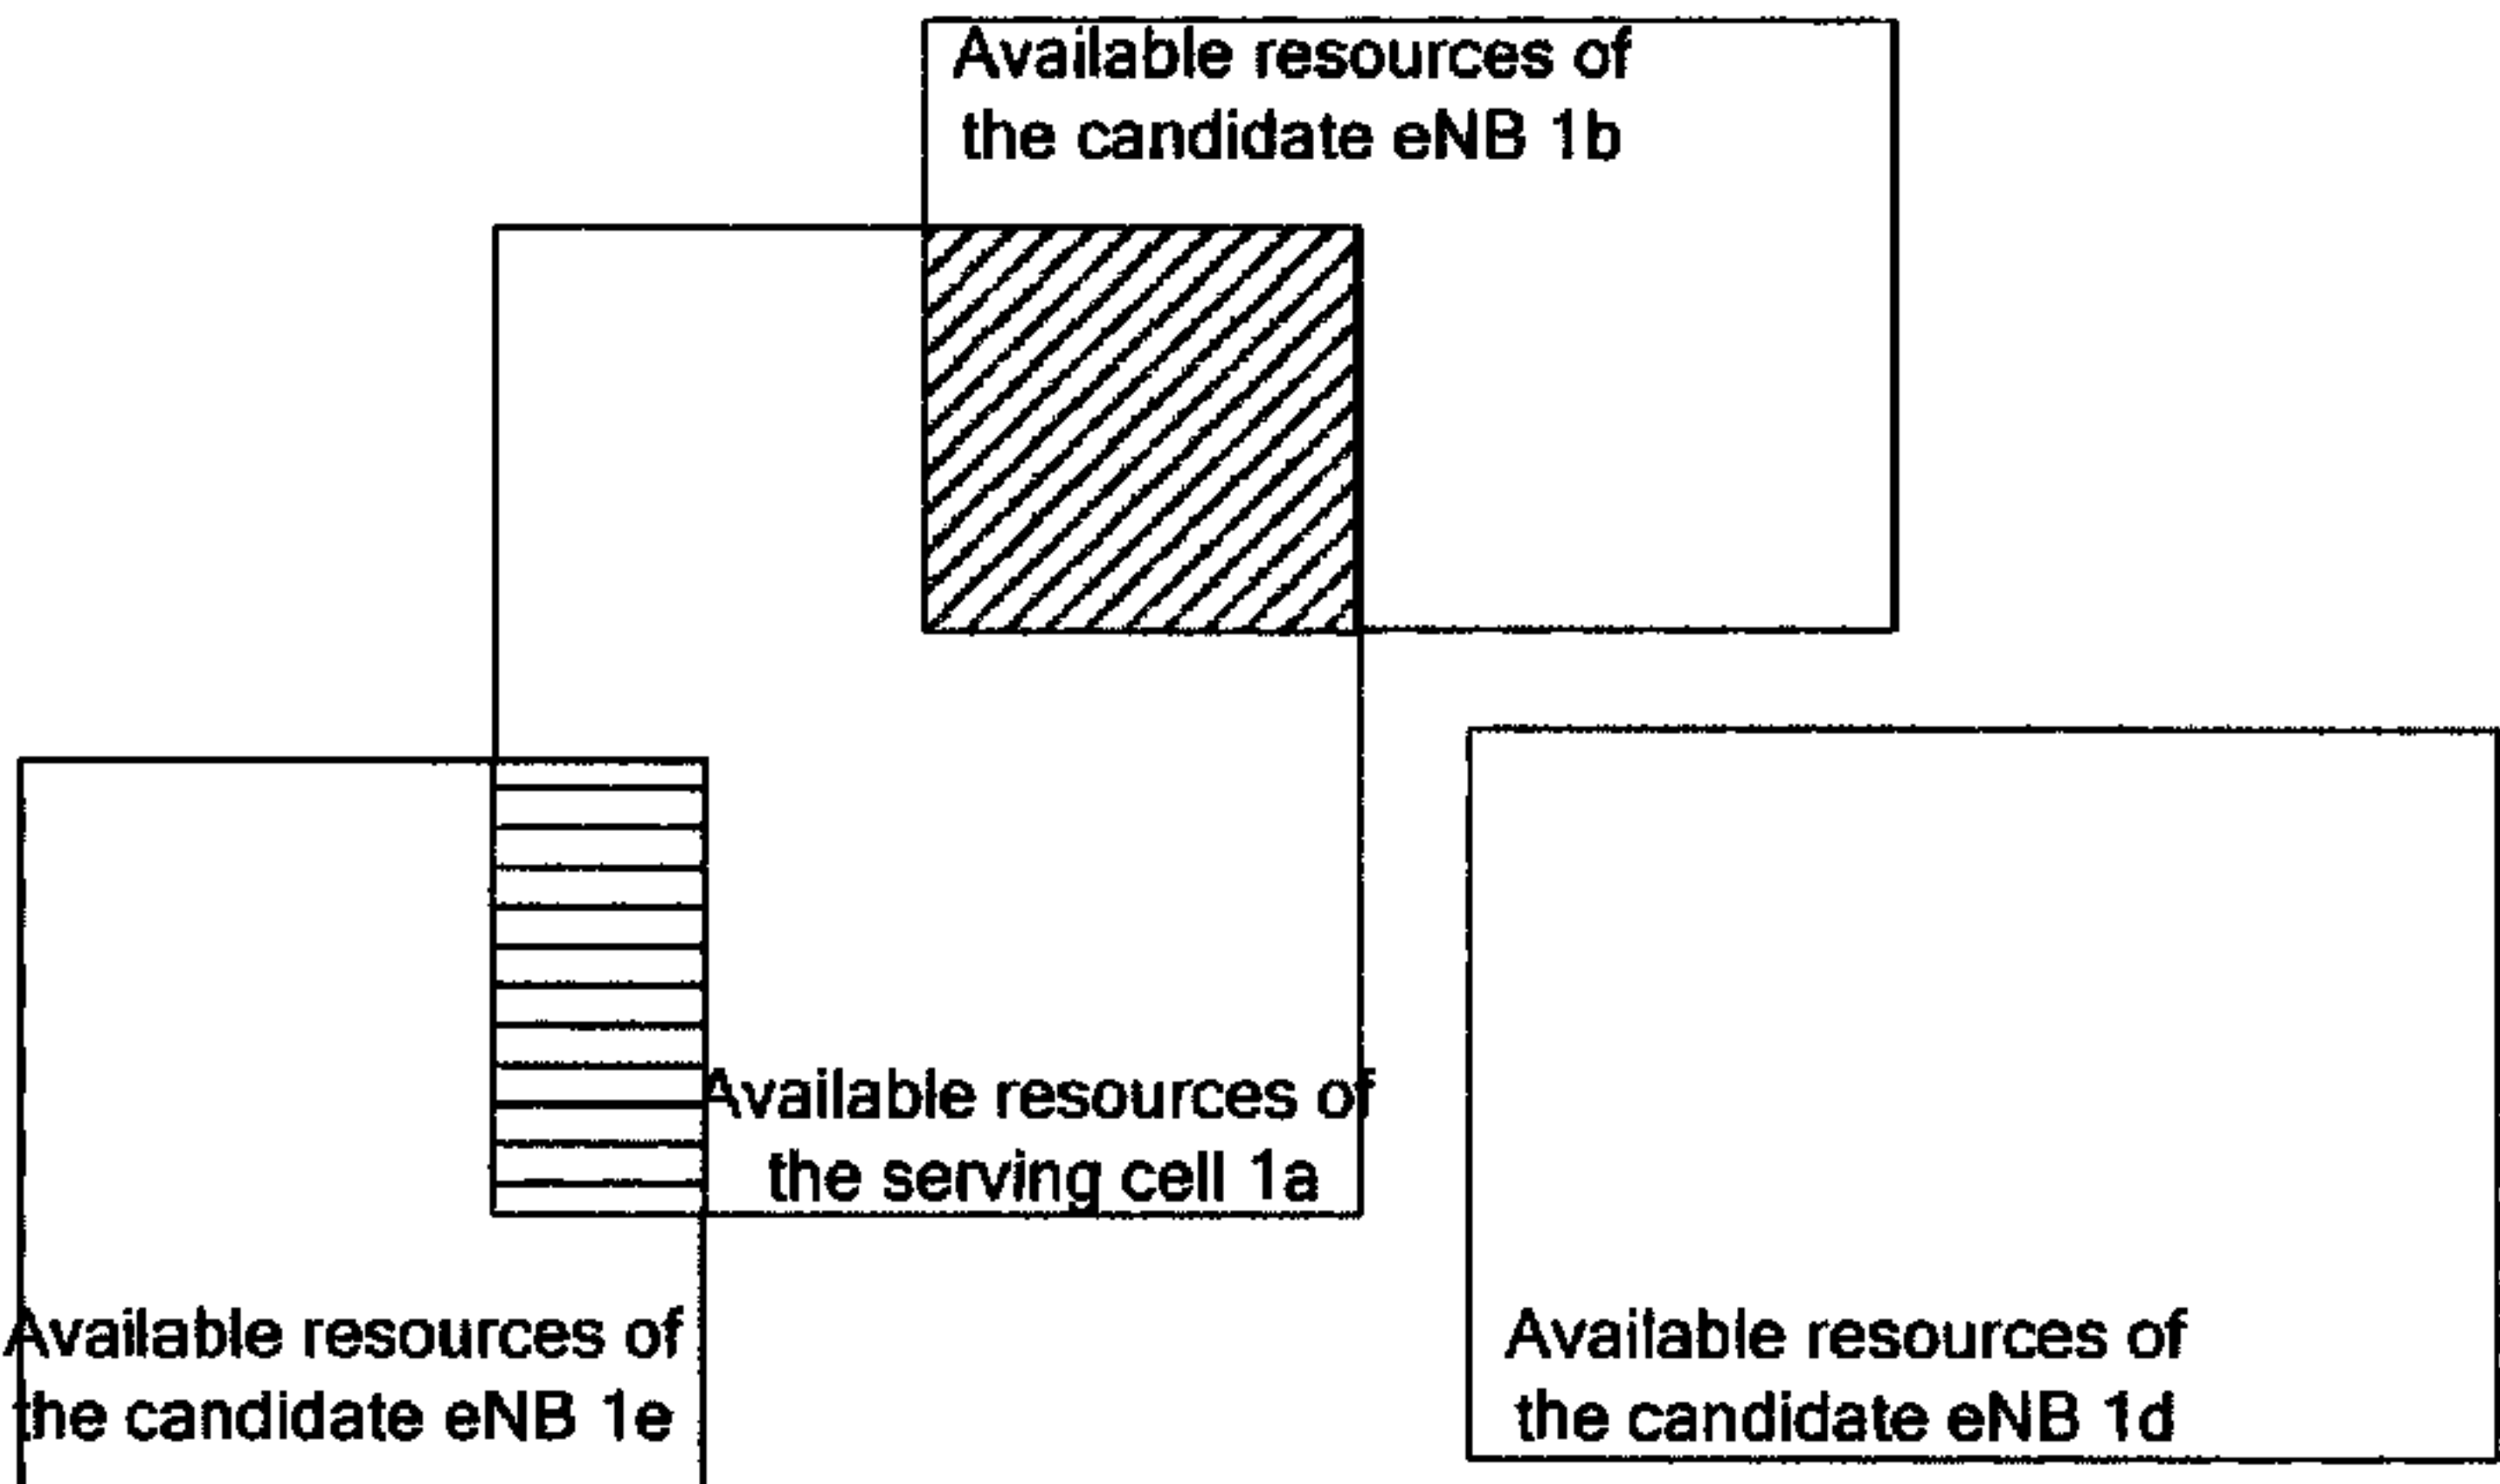 Available resources of
the candidate eNB 1b
Available resources of
the serving cell 1a
Available resources of
the candidate eNB 1e
Available resources of
the candidate eNB 1d